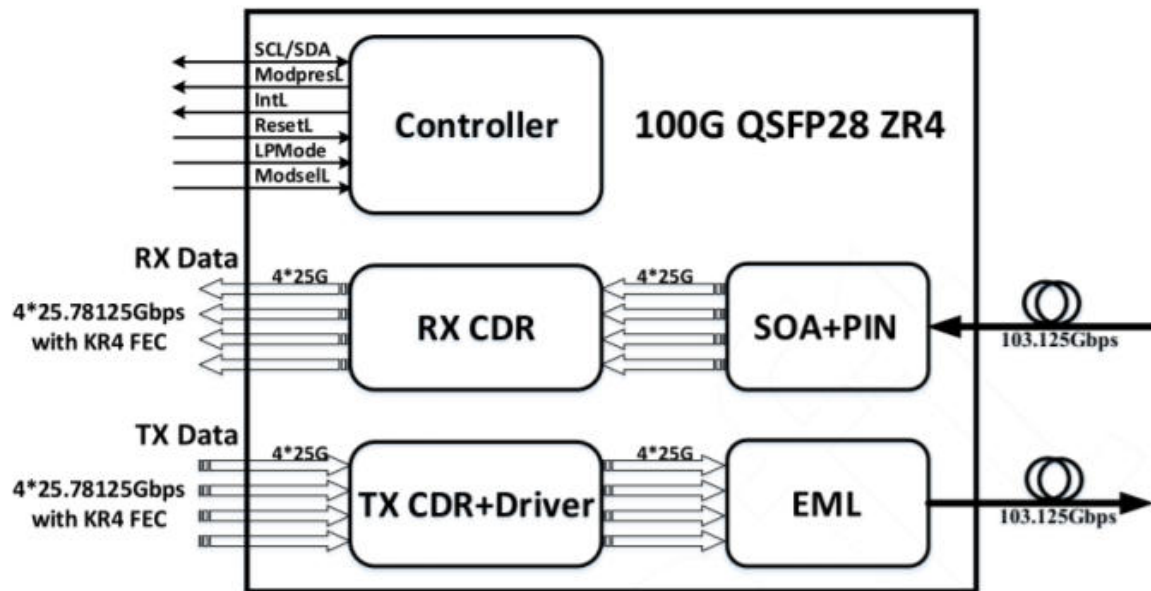 SCL/SDA
ModpresL
IntL
ResetL
LPMode
ModselL
Controller
100G QSFP28 ZR4
RX Data
4*25G
4*25G
4*25.78125Gbps
with KR4 FEC
RX CDR
SOA+PIN
103.125Gbps
TX Data
4*25G
4*25G
4*25.78125Gbps
with KR4 FEC
TX CDR+Driver
EML
103.125Gbps